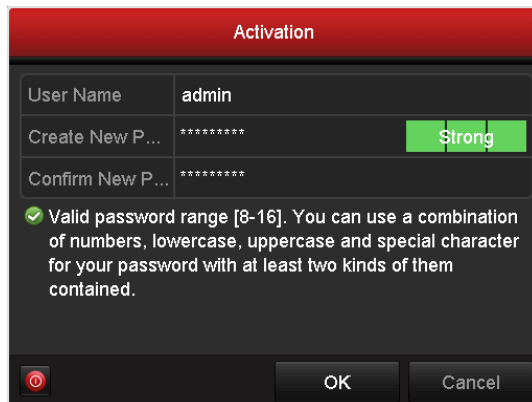 Activation
User Name admin
Create New P... *********
Strong
Confirm New P... *********
Valid password range [8-16]. You can use a combination
of numbers, lowercase, uppercase and special character
for your password with at least two kinds of them
contained.
OK Cancel